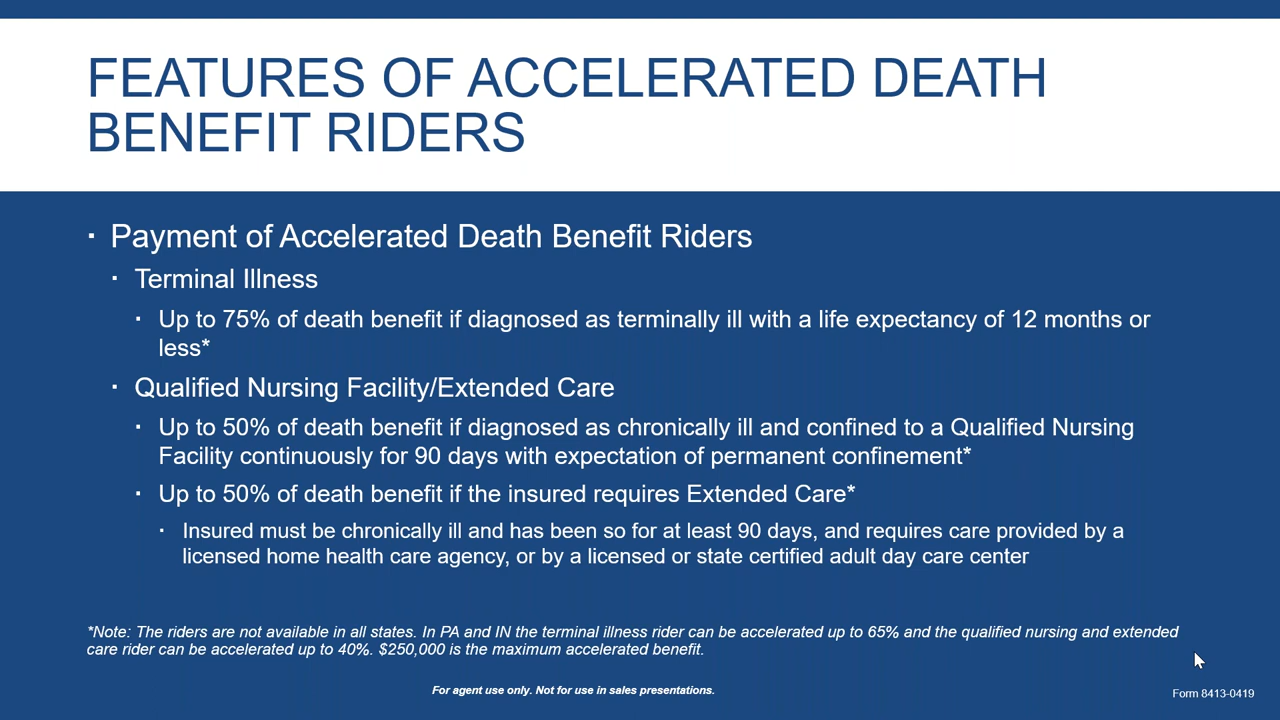 FEATURES OF ACCELERATED DEATH
BENEFIT RIDERS
▪ Payment of Accelerated Death Benefit Riders
▪ Terminal Illness
▪ Up to 75% of death benefit if diagnosed as terminally ill with a life expectancy of 12 months or
less*
▪ Qualified Nursing Facility/Extended Care
▪ Up to 50% of death benefit if diagnosed as chronically ill and confined to a Qualified Nursing
Facility continuously for 90 days with expectation of permanent confinement*
▪ Up to 50% of death benefit if the insured requires Extended Care*
▪ Insured must be chronically ill and has been so for at least 90 days, and requires care provided by a
licensed home health care agency, or by a licensed or state certified adult day care center
*Note: The riders are not available in all states. In PA and IN the terminal illness rider can be accelerated up to 65% and the qualified nursing and extended
care rider can be accelerated up to 40%. $250,000 is the maximum accelerated benefit.
For agent use only. Not for use in sales presentations.
Form 8413-0419